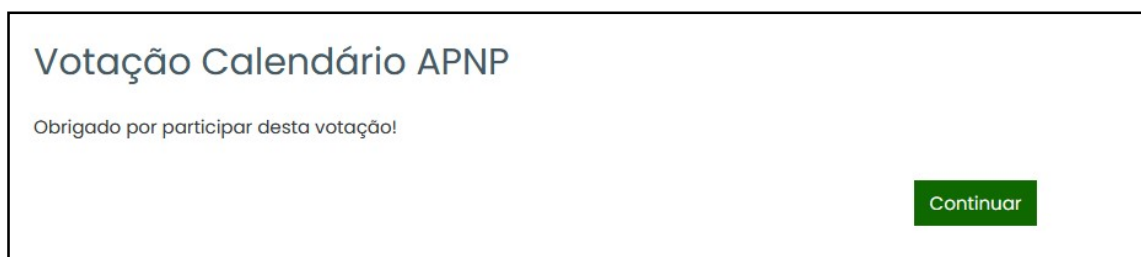 Votação Calendário APNP
Obrigado por participar desta votação!
Continuar